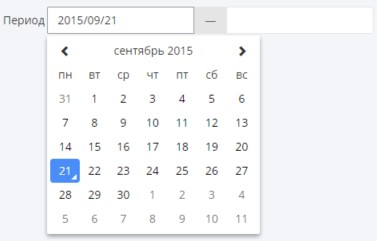 Период 2015/09/21 —
сентябрь 2015
пн вт ср чт пт сб вс
31 1 2 3 4 5 6
7 8 9 10 11 12 13
14 15 16 17 18 19 20
21 22 23 24 25 26 27
28 29 30 1 2 3 4
5 6 7 8 9 10 11